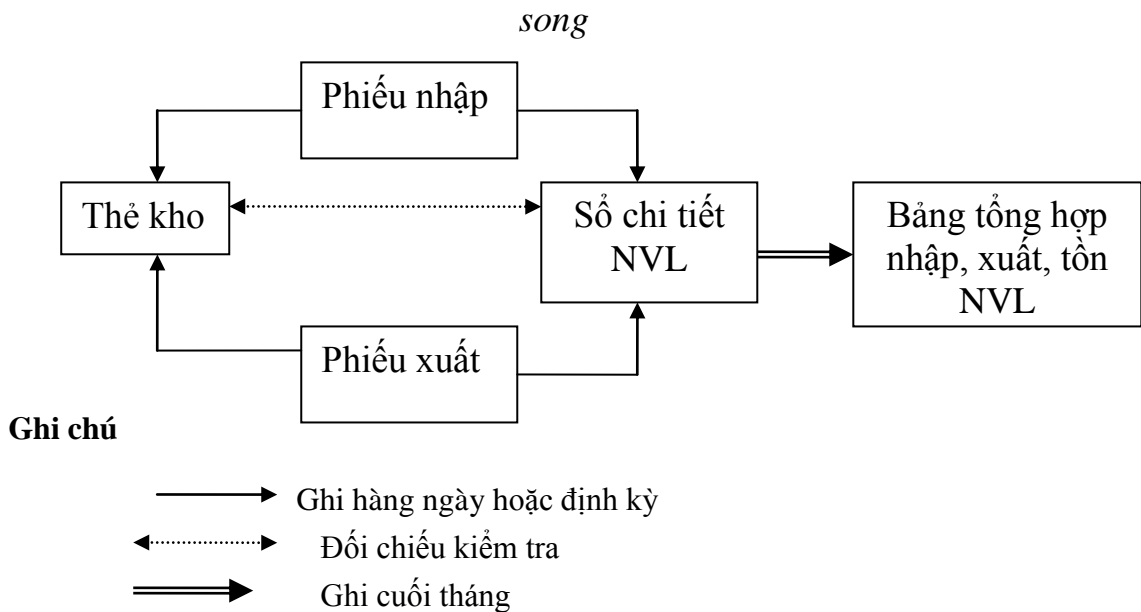 song
Phiếu nhập
Thẻ kho
Sổ chi tiết
NVL
Bảng tổng hợp
nhập, xuất, tồn
NVL
Phiếu xuất
Ghi chú
Ghi hàng ngày hoặc định kỳ
Đối chiếu kiểm tra
Ghi cuối tháng